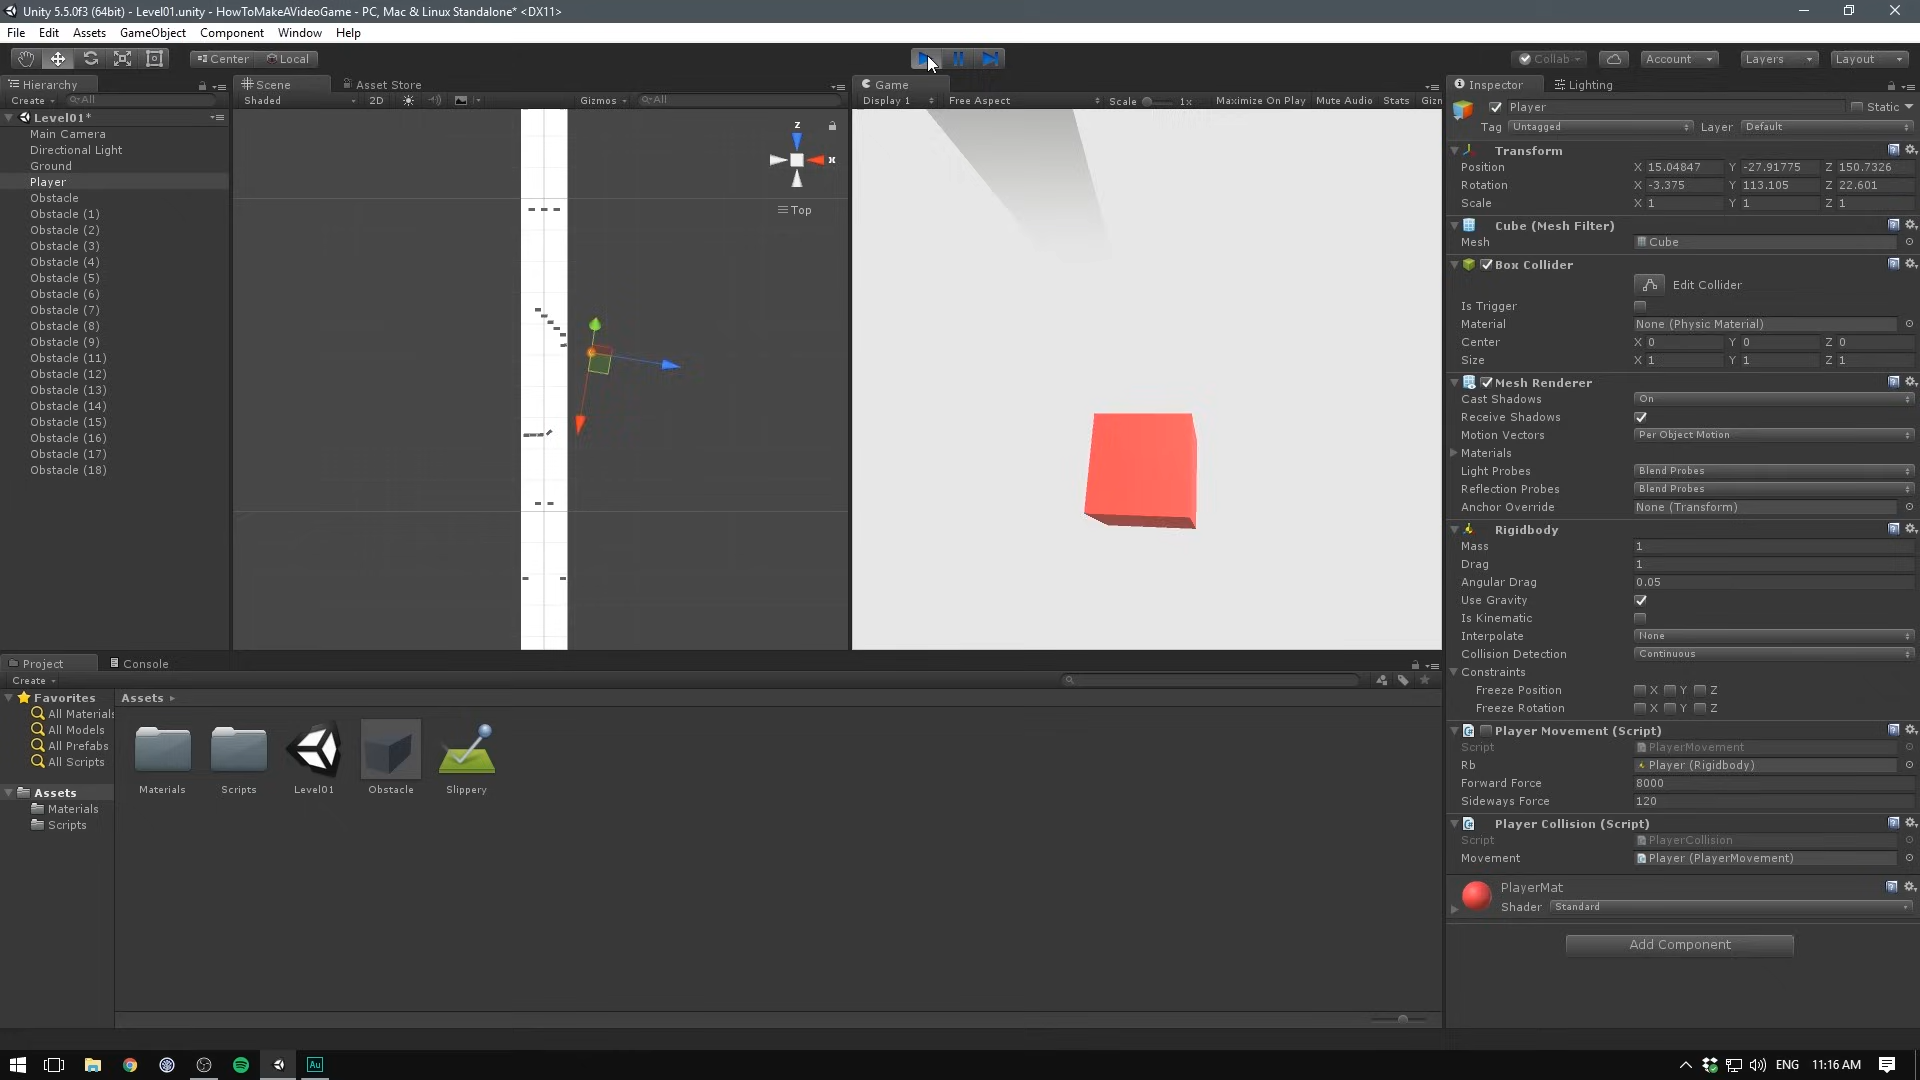 Unity 5.5.0f3 (64bit) - Level01.unity - HowToMakeAVideoGame - PC, Mac & Linux Standalone* <DX11>
File Edit Assets GameObject Component Window Help
Center Local
Collab Account Layers Layout
Hierarchy
Create All
Level01*
Main Camera
Directional Light
Ground
Player
Obstacle
Obstacle (1)
Obstacle (2)
Obstacle (3)
Obstacle (4)
Obstacle (5)
Obstacle (6)
Obstacle (7)
Obstacle (8)
Obstacle (9)
Obstacle (11)
Obstacle (12)
Obstacle (13)
Obstacle (14)
Obstacle (15)
Obstacle (16)
Obstacle (17)
Obstacle (18)
Scene Asset Store
Shaded 2D Gizmos All
z
x
Top
Game
Display 1 Free Aspect Scale 1x Maximize On Play Mute Audio Stats Gizn
Inspector Lighting
Player Static
Tag Untagged Layer Default
Transform
Position X 15.04847 Y -27.91775 Z 150.7326
Rotation X -3.375 Y 113.105 Z 22.601
Scale X 1 Y 1 Z 1
Cube (Mesh Filter)
Mesh Cube
Box Collider
Edit Collider
Is Trigger
Material None (Physic Material)
Center X 0 Y 0 Z 0
Size X 1 Y 1 Z 1
Mesh Renderer
Cast Shadows On
Receive Shadows
Motion Vectors Per Object Motion
Materials
Light Probes Blend Probes
Reflection Probes Blend Probes
Anchor Override None (Transform)
Rigidbody
Mass 1
Drag 1
Angular Drag 0.05
Use Gravity
Is Kinematic
Interpolate None
Collision Detection Continuous
Constraints
Freeze Position X Y Z
Freeze Rotation X Y Z
Player Movement (Script)
Script PlayerMovement
Rb Player (Rigidbody)
Forward Force 8000
Sideways Force 120
Player Collision (Script)
Script PlayerCollision
Movement Player (PlayerMovement)
PlayerMat
Shader Standard
Add Component
Project Console
Create
Favorites
All Materials
All Models
All Prefabs
All Scripts
Assets
Materials
Scripts
Assets
Materials Scripts Level01 Obstacle Slippery
Au
ENG 11:16 AM